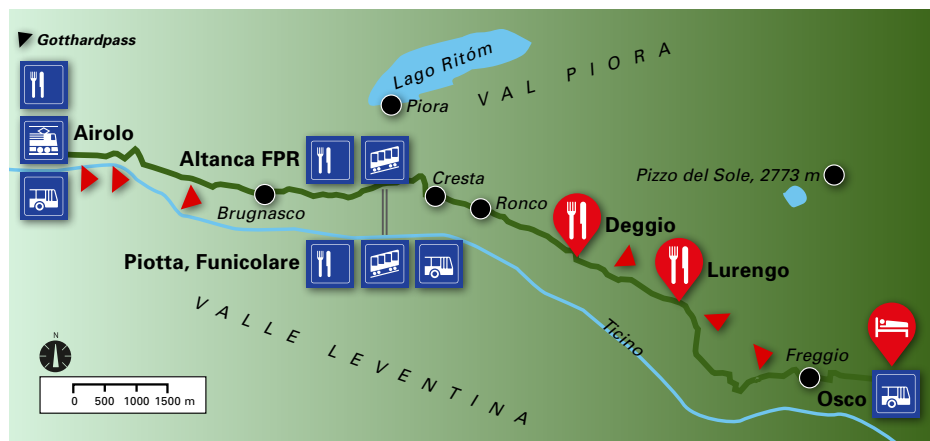 Gotthardpass
Lago Ritóm
VAL PIORA
Piora
Airolo
Altanca FPR
Pizzo del Sole, 2773 m
Cresta
Brugnasco
Ronco
Deggio
Piotta, Funicolare
Lurengo
VALLE LEVENTINA
Ticino
N
Freggio
Osco
0 500 1000 1500 m